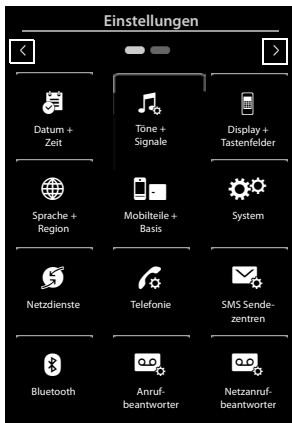 Einstellungen
Datum +
Zeit
Töne +
Signale
Display +
Tastenfelder
Sprache +
Region
Mobilteile +
Basis
System
Netzdienste
Telefonie
SMS Sende-
zentren
Bluetooth
Anruf-
beantworter
Netzanruf-
beantworter